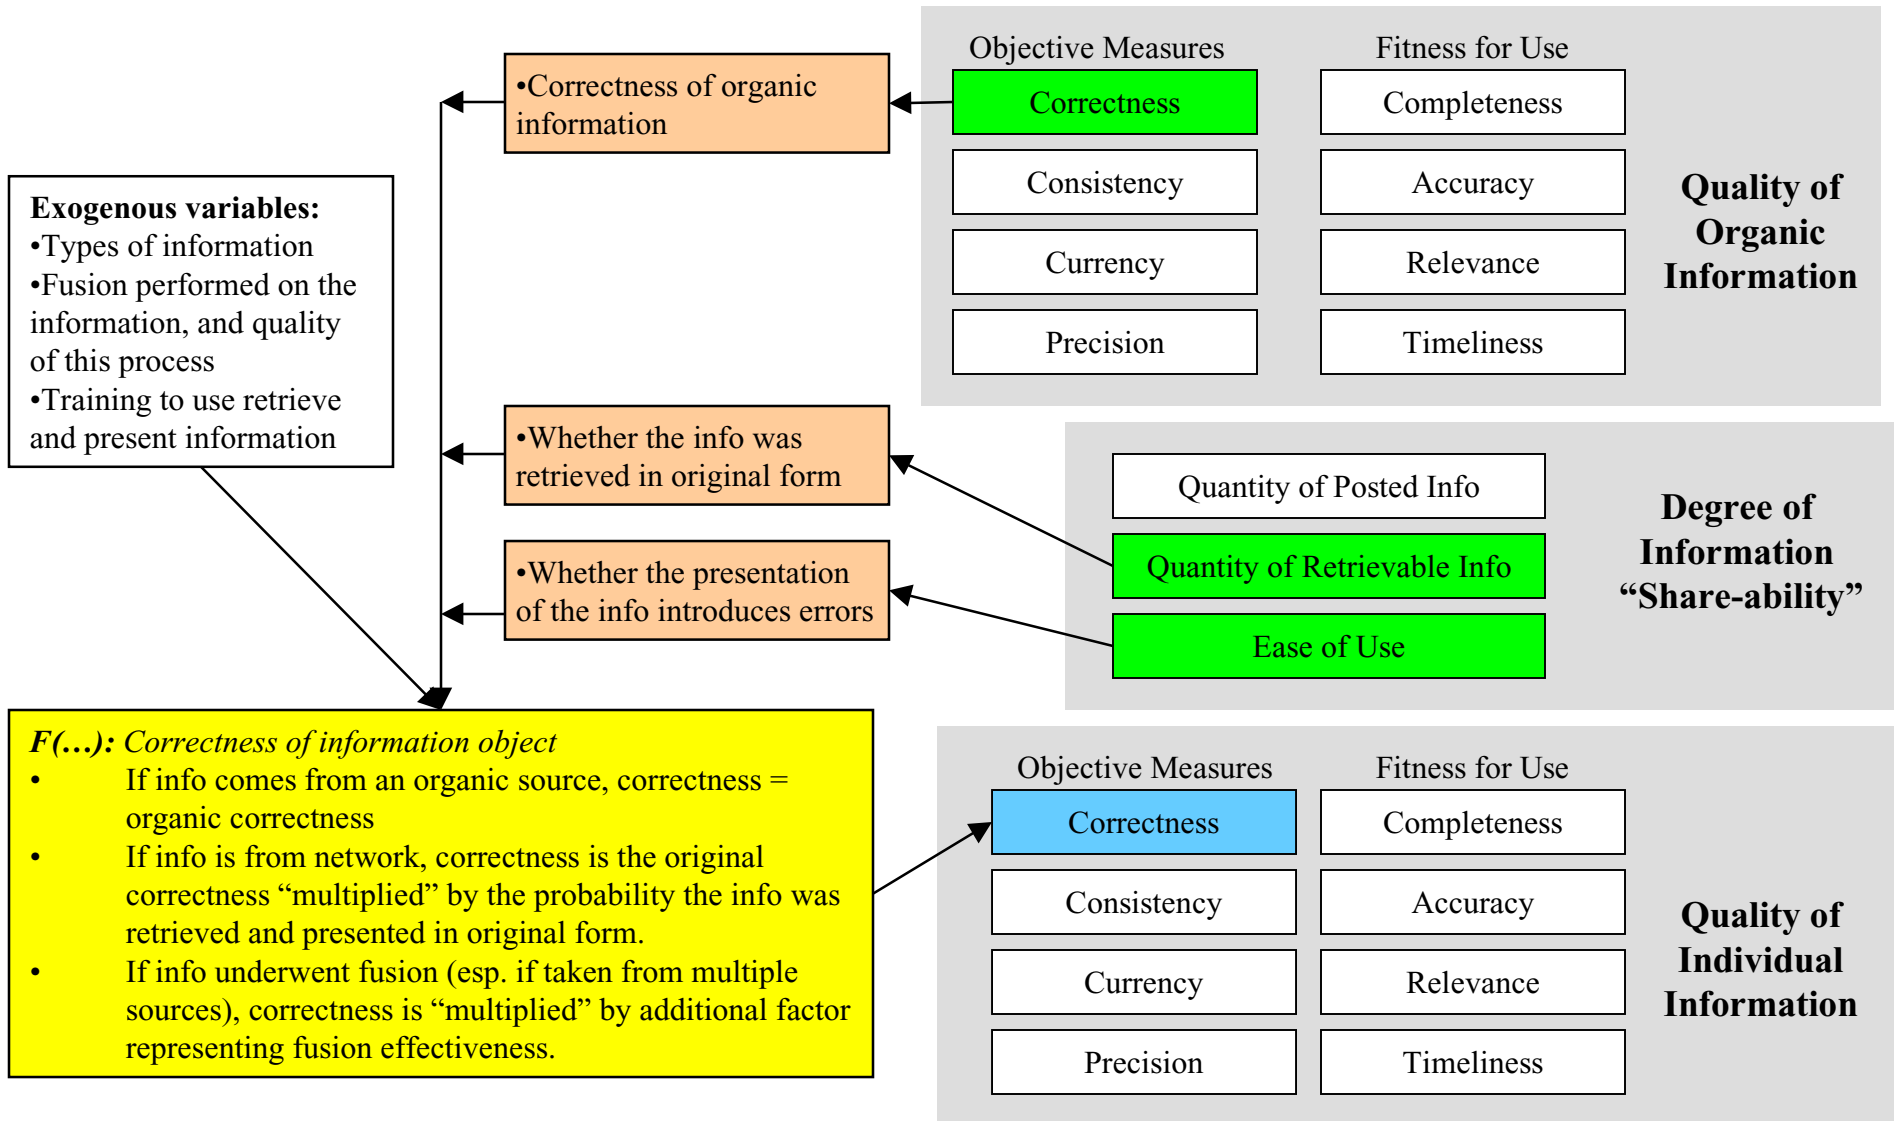 Objective Measures
Fitness for Use
•Correctness of organic
information
Correctness
Completeness
Consistency
Accuracy
Currency
Relevance
Precision
Timeliness
Quality of
Organic
Information
Exogenous variables:
•Types of information
•Fusion performed on the
information, and quality
of this process
•Training to use retrieve
and present information
•Whether the info was
retrieved in original form
•Whether the presentation
of the info introduces errors
Quantity of Posted Info
Quantity of Retrievable Info
Ease of Use
Degree of
Information
“Share-ability”
F(…): Correctness of information object
• If info comes from an organic source, correctness =
organic correctness
• If info is from network, correctness is the original
correctness “multiplied” by the probability the info was
retrieved and presented in original form.
• If info underwent fusion (esp. if taken from multiple
sources), correctness is “multiplied” by additional factor
representing fusion effectiveness.
Objective Measures
Fitness for Use
Correctness
Completeness
Consistency
Accuracy
Currency
Relevance
Precision
Timeliness
Quality of
Individual
Information